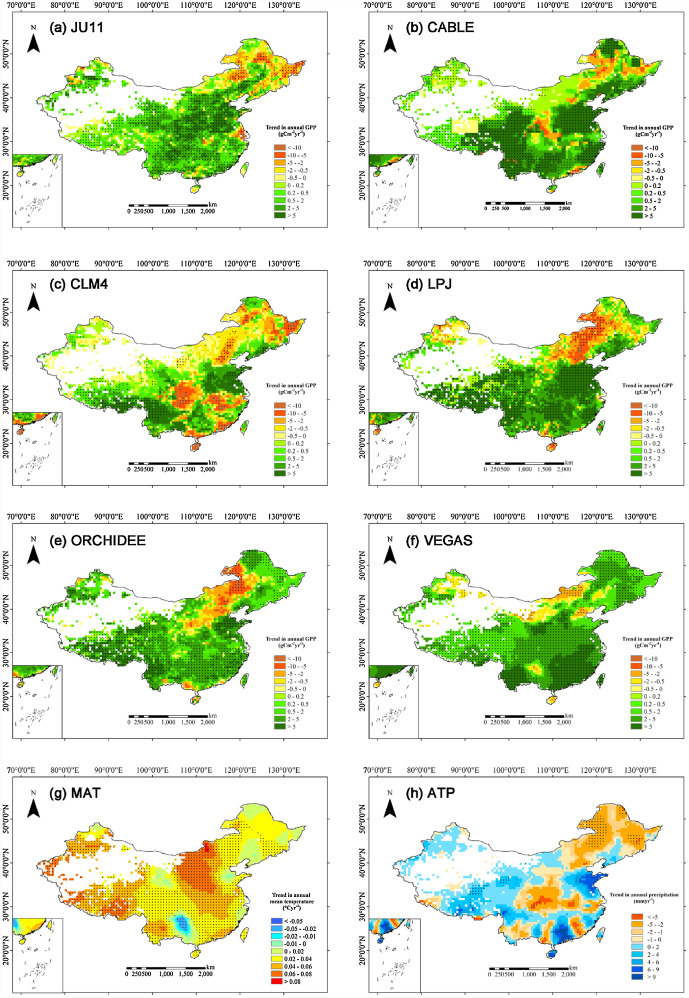 70°0'0"E 80°0'0"E 90°0'0"E 100°0'0"E 110°0'0"E 120°0'0"E 130°0'0"E
N
(a) JU11
50°0'0"N
40°0'0"N
30°0'0"N
20°0'0"N
Trend in annual GPP
(gCm⁻²yr⁻¹)
< -10
-10 - -5
-5 - -2
-2 - -0.5
-0.5 - 0
0 - 0.2
0.2 - 0.5
0.5 - 2
2 - 5
> 5
km
0 250500 1,000 1,500 2,000
70°0'0"E 80°0'0"E 90°0'0"E 100°0'0"E 110°0'0"E 120°0'0"E 130°0'0"E
N
(b) CABLE
50°0'0"N
40°0'0"N
30°0'0"N
20°0'0"N
Trend in annual GPP
(gCm⁻²yr⁻¹)
< -10
-10 - -5
-5 - -2
-2 - -0.5
-0.5 - 0
0 - 0.2
0.2 - 0.5
0.5 - 2
2 - 5
> 5
km
0 250500 1,000 1,500 2,000
70°0'0"E 80°0'0"E 90°0'0"E 100°0'0"E 110°0'0"E 120°0'0"E 130°0'0"E
N
(c) CLM4
50°0'0"N
40°0'0"N
30°0'0"N
20°0'0"N
Trend in annual GPP
(gCm⁻²yr⁻¹)
< -10
-10 - -5
-5 - -2
-2 - -0.5
-0.5 - 0
0 - 0.2
0.2 - 0.5
0.5 - 2
2 - 5
> 5
km
0 250500 1,000 1,500 2,000
70°0'0"E 80°0'0"E 90°0'0"E 100°0'0"E 110°0'0"E 120°0'0"E 130°0'0"E
N
(d) LPJ
50°0'0"N
40°0'0"N
30°0'0"N
20°0'0"N
Trend in annual GPP
(gCm⁻²yr⁻¹)
< -10
-10 - -5
-5 - -2
-2 - -0.5
-0.5 - 0
0 - 0.2
0.2 - 0.5
0.5 - 2
2 - 5
> 5
km
0 250500 1,000 1,500 2,000
70°0'0"E 80°0'0"E 90°0'0"E 100°0'0"E 110°0'0"E 120°0'0"E 130°0'0"E
N
(e) ORCHIDEE
50°0'0"N
40°0'0"N
30°0'0"N
20°0'0"N
Trend in annual GPP
(gCm⁻²yr⁻¹)
< -10
-10 - -5
-5 - -2
-2 - -0.5
-0.5 - 0
0 - 0.2
0.2 - 0.5
0.5 - 2
2 - 5
> 5
km
0 250500 1,000 1,500 2,000
70°0'0"E 80°0'0"E 90°0'0"E 100°0'0"E 110°0'0"E 120°0'0"E 130°0'0"E
N
(f) VEGAS
50°0'0"N
40°0'0"N
30°0'0"N
20°0'0"N
Trend in annual GPP
(gCm⁻²yr⁻¹)
< -10
-10 - -5
-5 - -2
-2 - -0.5
-0.5 - 0
0 - 0.2
0.2 - 0.5
0.5 - 2
2 - 5
> 5
km
0 250500 1,000 1,500 2,000
70°0'0"E 80°0'0"E 90°0'0"E 100°0'0"E 110°0'0"E 120°0'0"E 130°0'0"E
N
(g) MAT
50°0'0"N
40°0'0"N
30°0'0"N
20°0'0"N
Trend in annual
mean temperature
(°Cyr⁻¹)
< -0.05
-0.05 - -0.02
-0.02 - -0.01
-0.01 - 0
0 - 0.02
0.02 - 0.04
0.04 - 0.06
0.06 - 0.08
> 0.08
km
0 250500 1,000 1,500 2,000
70°0'0"E 80°0'0"E 90°0'0"E 100°0'0"E 110°0'0"E 120°0'0"E 130°0'0"E
N
(h) ATP
50°0'0"N
40°0'0"N
30°0'0"N
20°0'0"N
Trend in annual precipitation
(mmyr⁻¹)
< -5
-5 - -2
-2 - -1
-1 - 0
0 - 2
2 - 4
4 - 6
6 - 9
> 9
km
0 250500 1,000 1,500 2,000